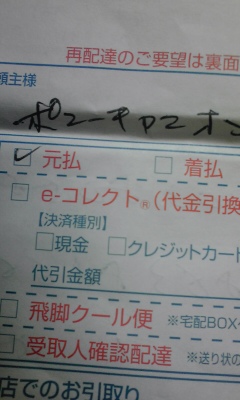 再配達のご要望は裏面
頼主様
ポニーキャニオン
元払 着払
e-コレクト®(代金引換
【決済種別】
現金 クレジットカード
代引金額
飛脚クール便 ※宅配BOX
受取人確認配達 ※送り状の
店でのお引取り